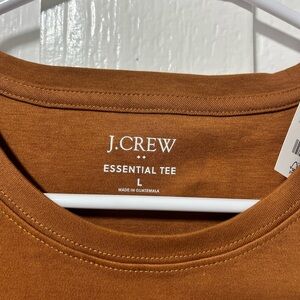 J.CREW
ESSENTIAL TEE
L
MADE IN GUATEMALA